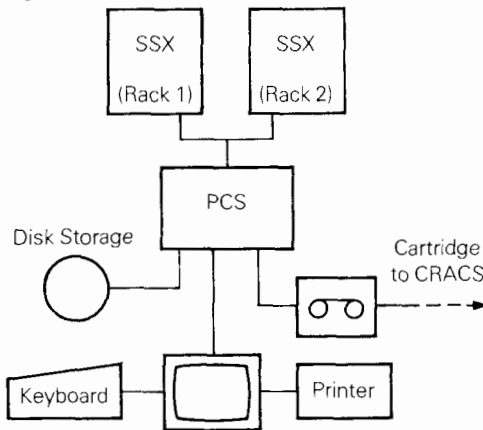 SSX
(Rack 1)
SSX
(Rack 2)
PCS
Disk Storage
Cartridge
to CRACS
Keyboard
Printer